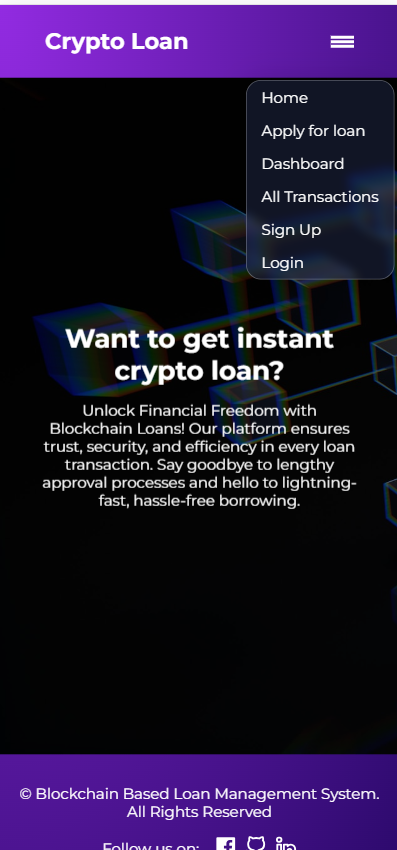 Crypto Loan
Home
Apply for loan
Dashboard
All Transactions
Sign Up
Login
Want to get instant
crypto loan?
Unlock Financial Freedom with
Blockchain Loans! Our platform ensures
trust, security, and efficiency in every loan
transaction. Say goodbye to lengthy
approval processes and hello to lightning-
fast, hassle-free borrowing.
© Blockchain Based Loan Management System.
All Rights Reserved
Follow us on: